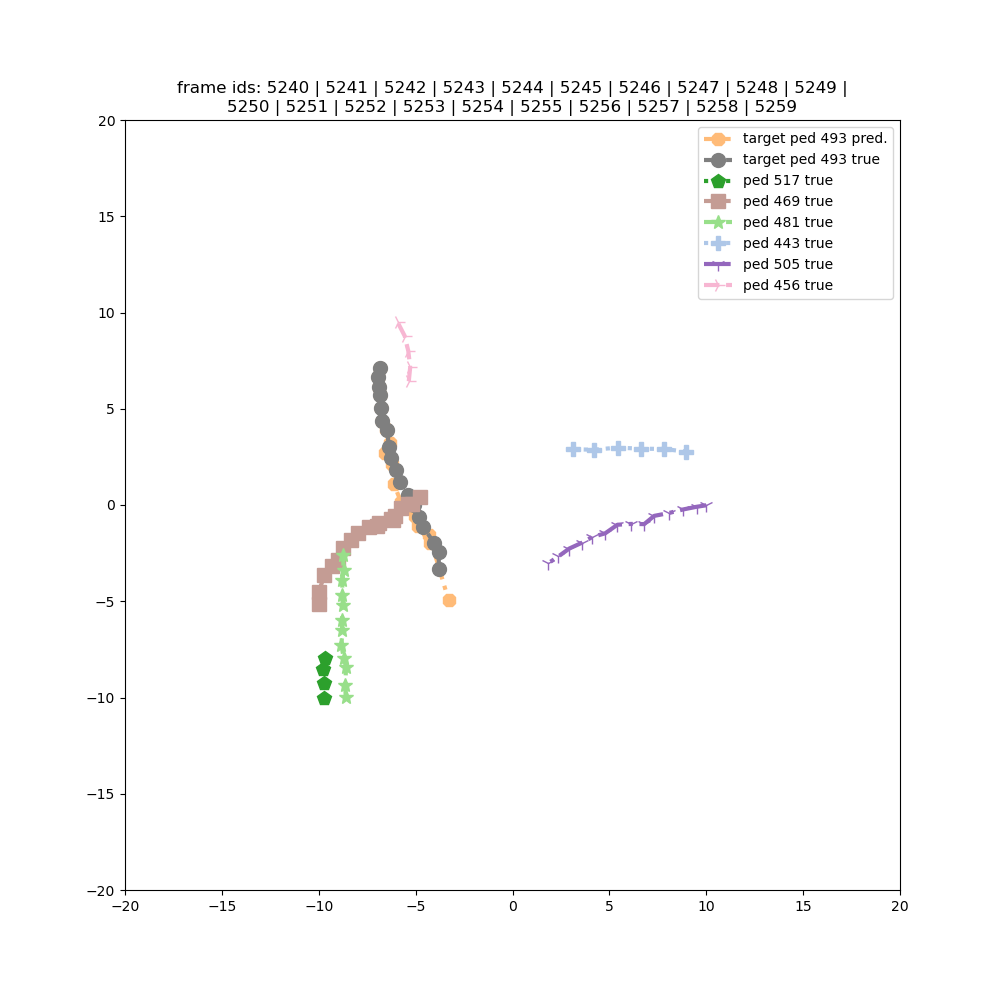 frame ids: 5240 | 5241 | 5242 | 5243 | 5244 | 5245 | 5246 | 5247 | 5248 | 5249 |
5250 | 5251 | 5252 | 5253 | 5254 | 5255 | 5256 | 5257 | 5258 | 5259
target ped 493 pred.
target ped 493 true
ped 517 true
ped 469 true
ped 481 true
ped 443 true
ped 505 true
ped 456 true
20
15
10
5
0
−5
−10
−15
−20
−20 −15 −10 −5 0 5 10 15 20